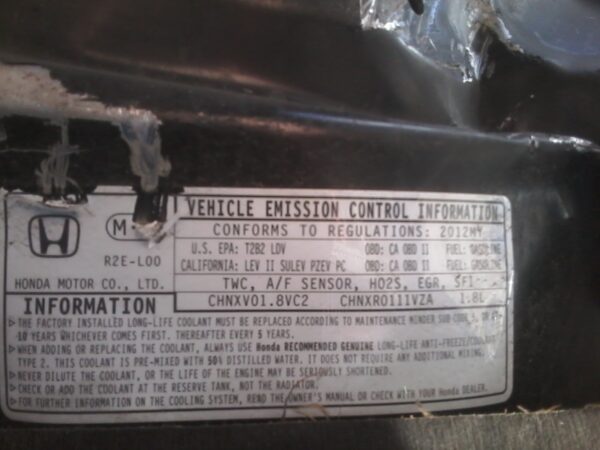 VEHICLE EMISSION CONTROL INFORMATION
CONFORMS TO REGULATIONS: 2012MY
U.S. EPA: T2B2 LDV OBD: CA OBD II FUEL: GASOLINE
CALIFORNIA: LEV II SULEV PZEV PC OBD: CA OBD II FUEL: GASOLINE
TWC, A/F SENSOR, HO2S, EGR,
CHNXV01.8VC2 CHNXR0111VZA 1.8L
R2E-L00
HONDA MOTOR CO., LTD.
INFORMATION
▷THE FACTORY INSTALLED LONG-LIFE COOLANT MUST BE REPLACED ACCORDING TO MAINTENANCE MINDER SUB CODE 5, OR AT
10 YEARS WHICHEVER COMES FIRST. THEREAFTER EVERY 5 YEARS.
▷WHEN ADDING OR REPLACING THE COOLANT, ALWAYS USE Honda RECOMMENDED GENUINE LONG-LIFE ANTI-FREEZE/COOLANT
TYPE 2. THIS COOLANT IS PRE-MIXED WITH 50% DISTILLED WATER. IT DOES NOT REQUIRE ANY ADDITIONAL MIXING.
▷NEVER DILUTE THE COOLANT, OR THE LIFE OF THE ENGINE MAY BE SERIOUSLY SHORTENED.
▷CHECK OR ADD THE COOLANT AT THE RESERVE TANK, NOT THE RADIATOR.
▷FOR FURTHER INFORMATION ON THE COOLING SYSTEM, READ THE OWNER'S MANUAL OR CHECK WITH YOUR Honda DEALER.